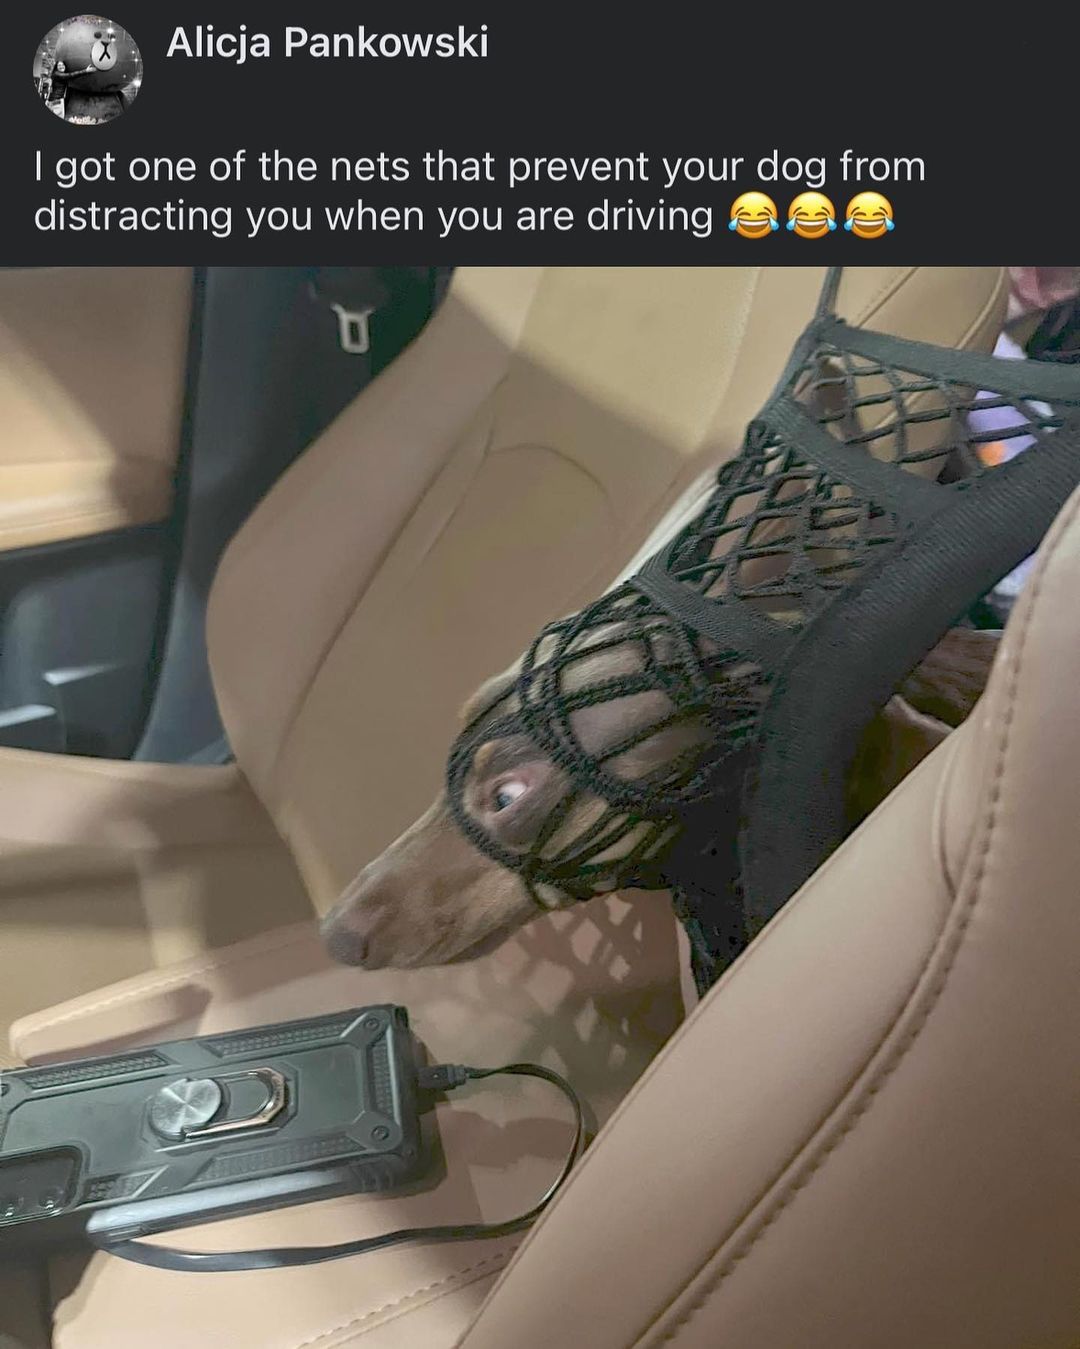 Alicja Pankowski
I got one of the nets that prevent your dog from
distracting you when you are driving 😂😂😂